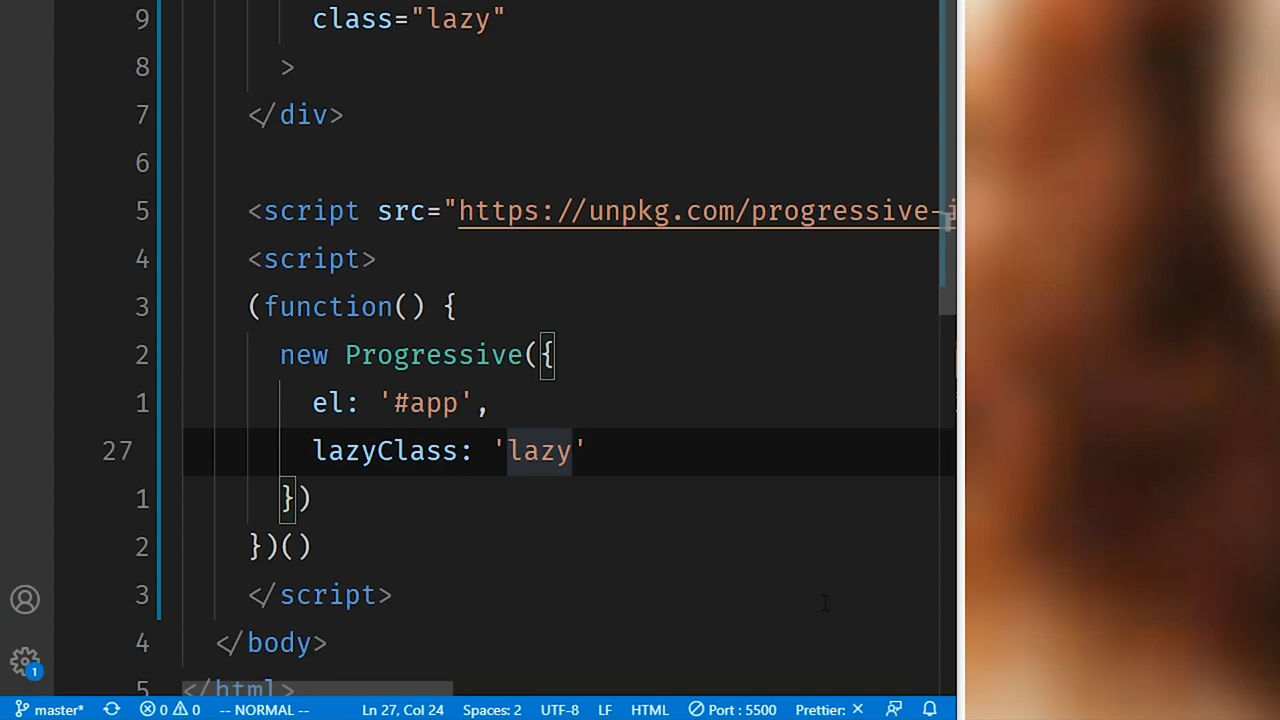 9 class="lazy"
8 >
7 </div>
6
5 <script src="https://unpkg.com/progressive-i
4 <script>
3 (function() {
2 new Progressive({
1 el: '#app',
27 lazyClass: 'lazy'
1 })
2 })()
3 </script>
4 </body>
5 </html>
1
master* 0 0 -- NORMAL -- Ln 27, Col 24 Spaces: 2 UTF-8 LF HTML Port : 5500 Prettier: ×